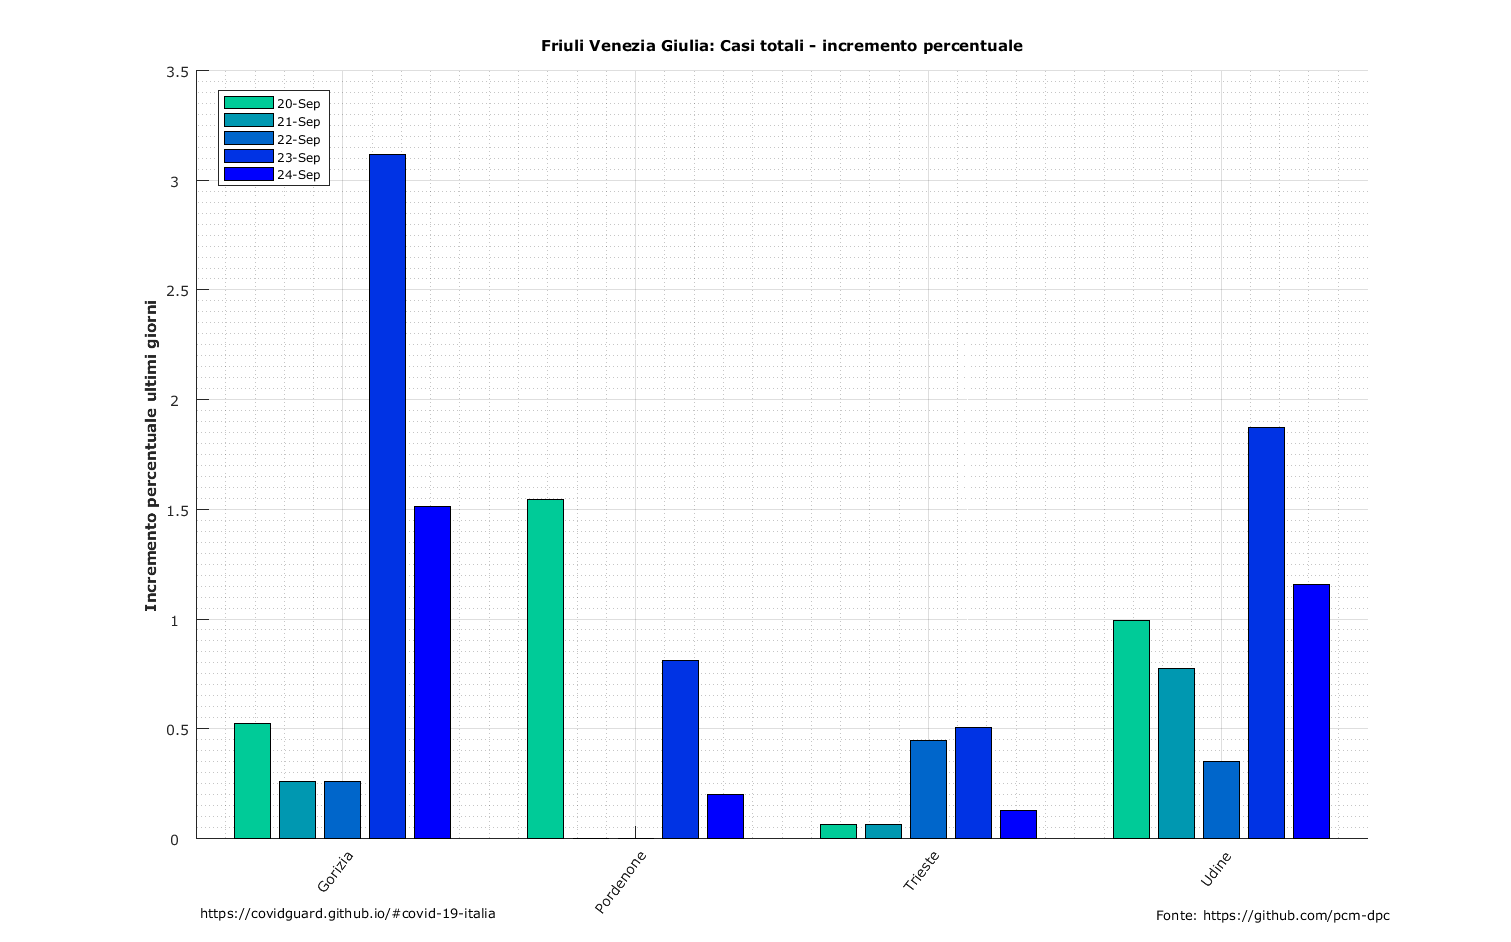 Friuli Venezia Giulia: Casi totali - incremento percentuale
3.5
3
2.5
2
1.5
1
0.5
0
Incremento percentuale ultimi giorni
20-Sep
21-Sep
22-Sep
23-Sep
24-Sep
Gorizia
Pordenone
Trieste
Udine
https://covidguard.github.io/#covid-19-italia
Fonte: https://github.com/pcm-dpc